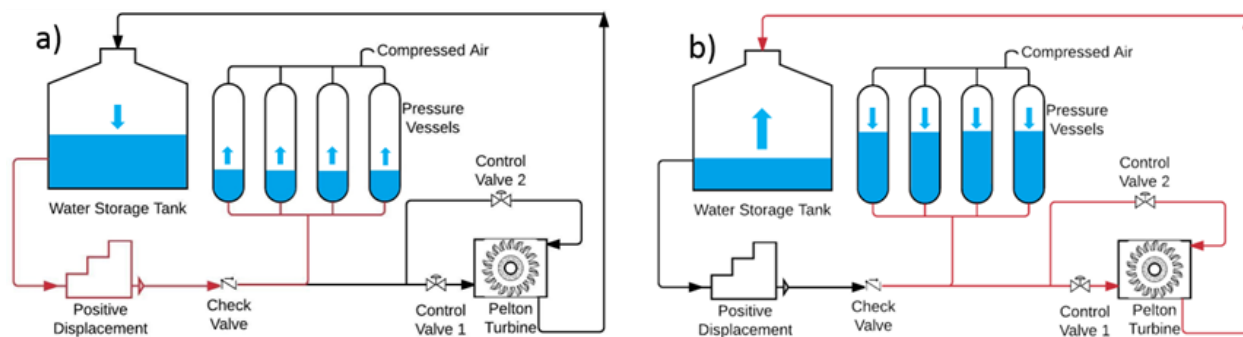 a)
Compressed Air
Pressure
Vessels
Control
Valve 2
Water Storage Tank
Positive
Displacement
Check
Valve
Control
Valve 1
Pelton
Turbine
b)
Compressed Air
Pressure
Vessels
Control
Valve 2
Water Storage Tank
Positive
Displacement
Check
Valve
Control
Valve 1
Pelton
Turbine